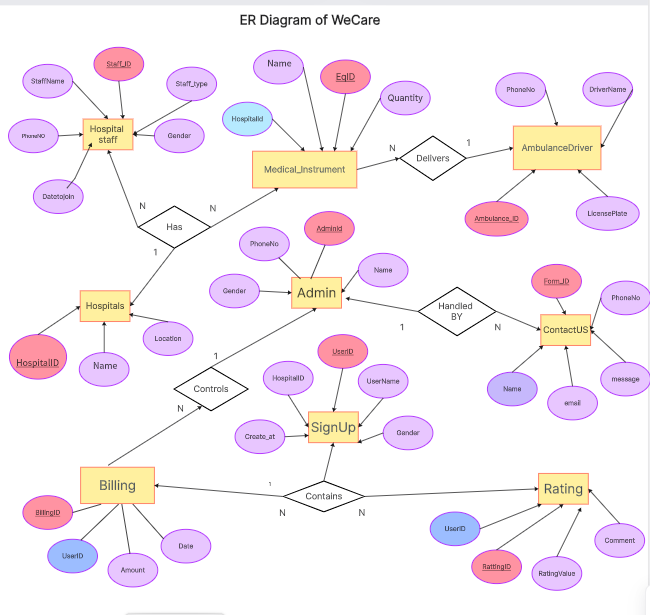 ER Diagram of WeCare
Staff_ID
StaffName
Staff_type
PhoneNO
Hospital
staff
Gender
Datetojoin
Name
EqID
Quantity
HospitalId
Medical_Instrument
N
Delivers
1
PhoneNo
DriverName
AmbulanceDriver
Ambulance_ID
LicensePlate
N
N
Has
1
Hospitals
HospitalID
Name
Location
AdminId
PhoneNo
Name
Gender
Admin
1
Handled
BY
N
Form_ID
PhoneNo
ContactUS
Name
email
message
1
Controls
N
UserID
HospitalID
UserName
Create_at
SignUp
Gender
Billing
1
Contains
N
N
BillingID
UserID
Amount
Date
Rating
UserID
RatingID
RatingValue
Comment